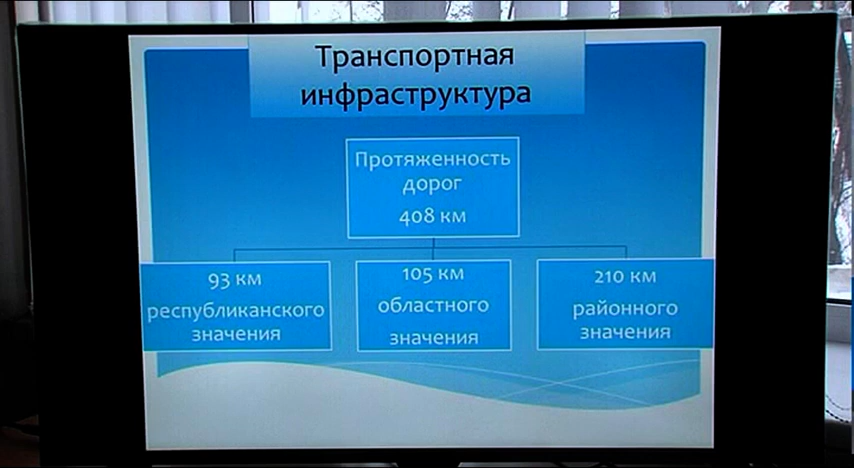 Транспортная
инфраструктура
Протяженность
дорог
408 км
93 км
республиканского
значения
105 км
областного
значения
210 км
районного
значения